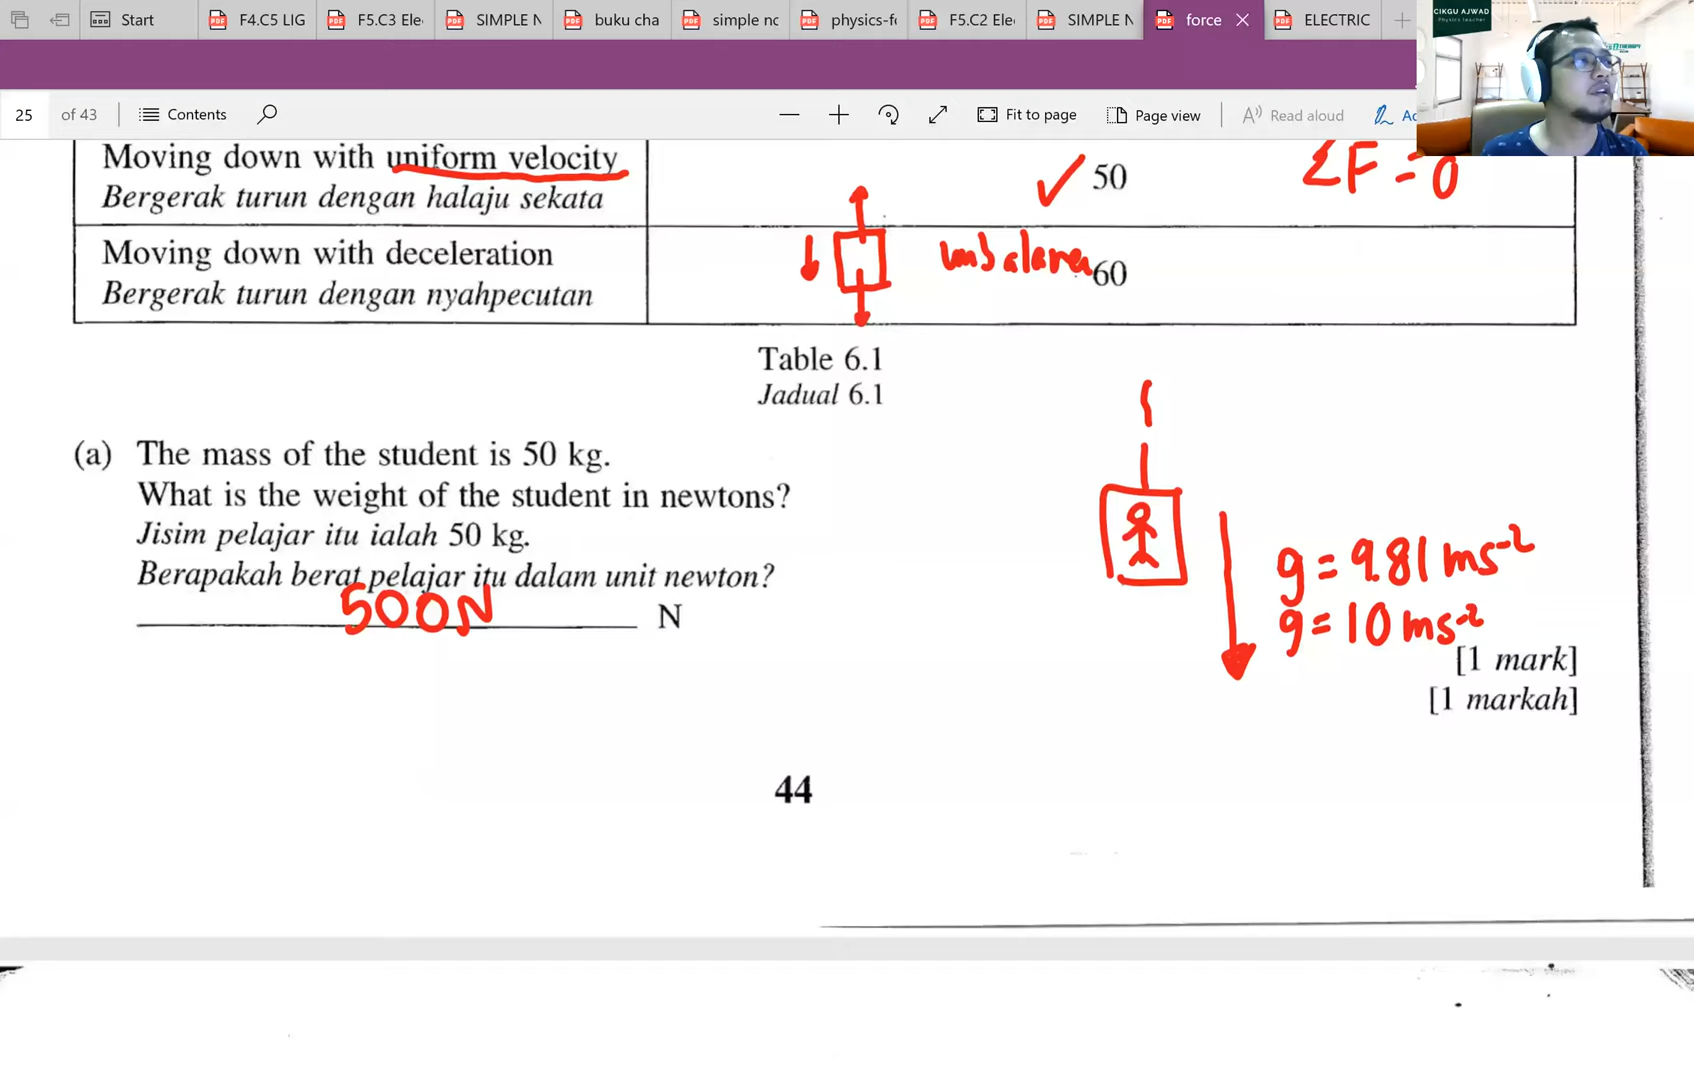 Start
F4.C5 LIG
F5.C3 Ele
SIMPLE N
buku cha
simple no
physics-fo
F5.C2 Ele
SIMPLE N
force
ELECTRIC
CIKGU AJWAD
Physics teacher
25 of 43
Contents
Fit to page
Page view
Read aloud
Moving down with uniform velocity
Bergerak turun dengan halaju sekata
50
ΣF = 0
Moving down with deceleration
Bergerak turun dengan nyahpecutan
60
Table 6.1
Jadual 6.1
(a) The mass of the student is 50 kg.
What is the weight of the student in newtons?
Jisim pelajar itu ialah 50 kg.
Berapakah berat pelajar itu dalam unit newton?
500N N
g = 9.81 ms-2
g = 10 ms-2
[1 mark]
[1 markah]
44